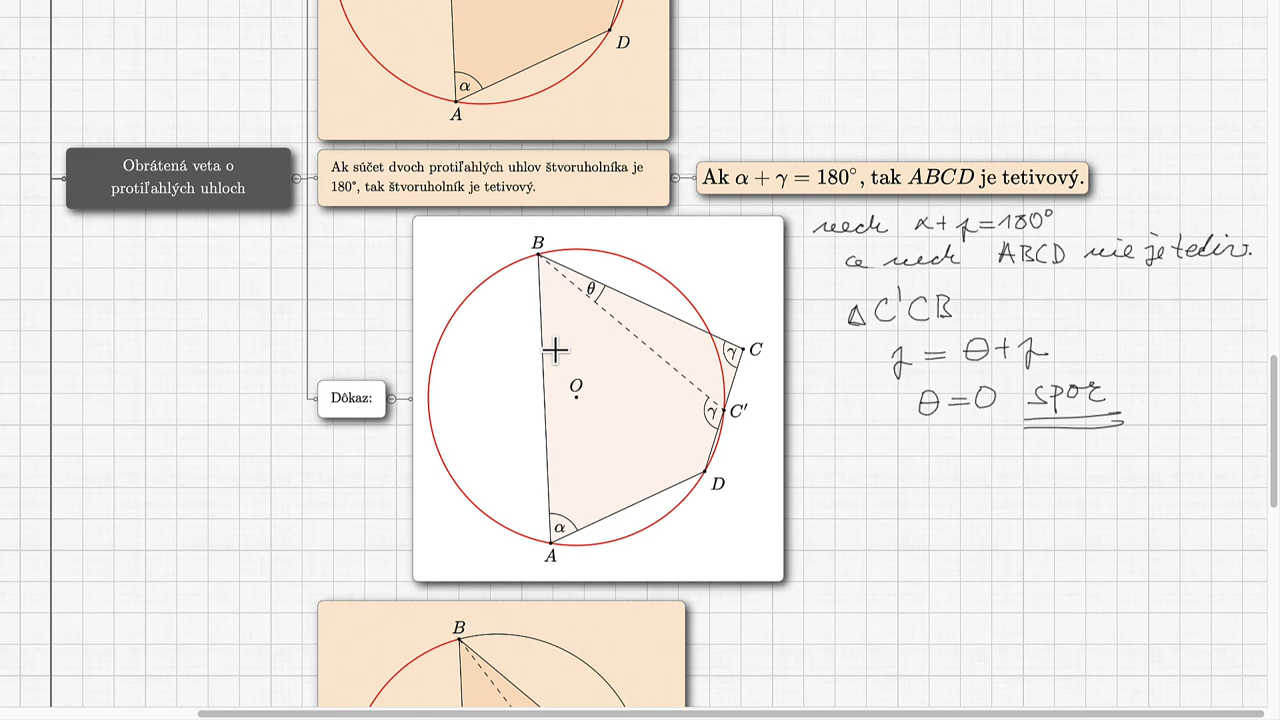 D
α
A
Obrátená veta o
protiľahlých uhloch
Ak súčet dvoch protiľahlých uhlov štvoruholníka je
180°, tak štvoruholník je tetivový.
Ak α + γ = 180°, tak ABCD je tetivový.
nech α + γ = 180°
a nech ABCD nie je tetiv.
Δ C'CB
γ = θ + γ
θ = 0 spor
Dôkaz:
B
θ
γ C
O
γ C'
D
α
A
B